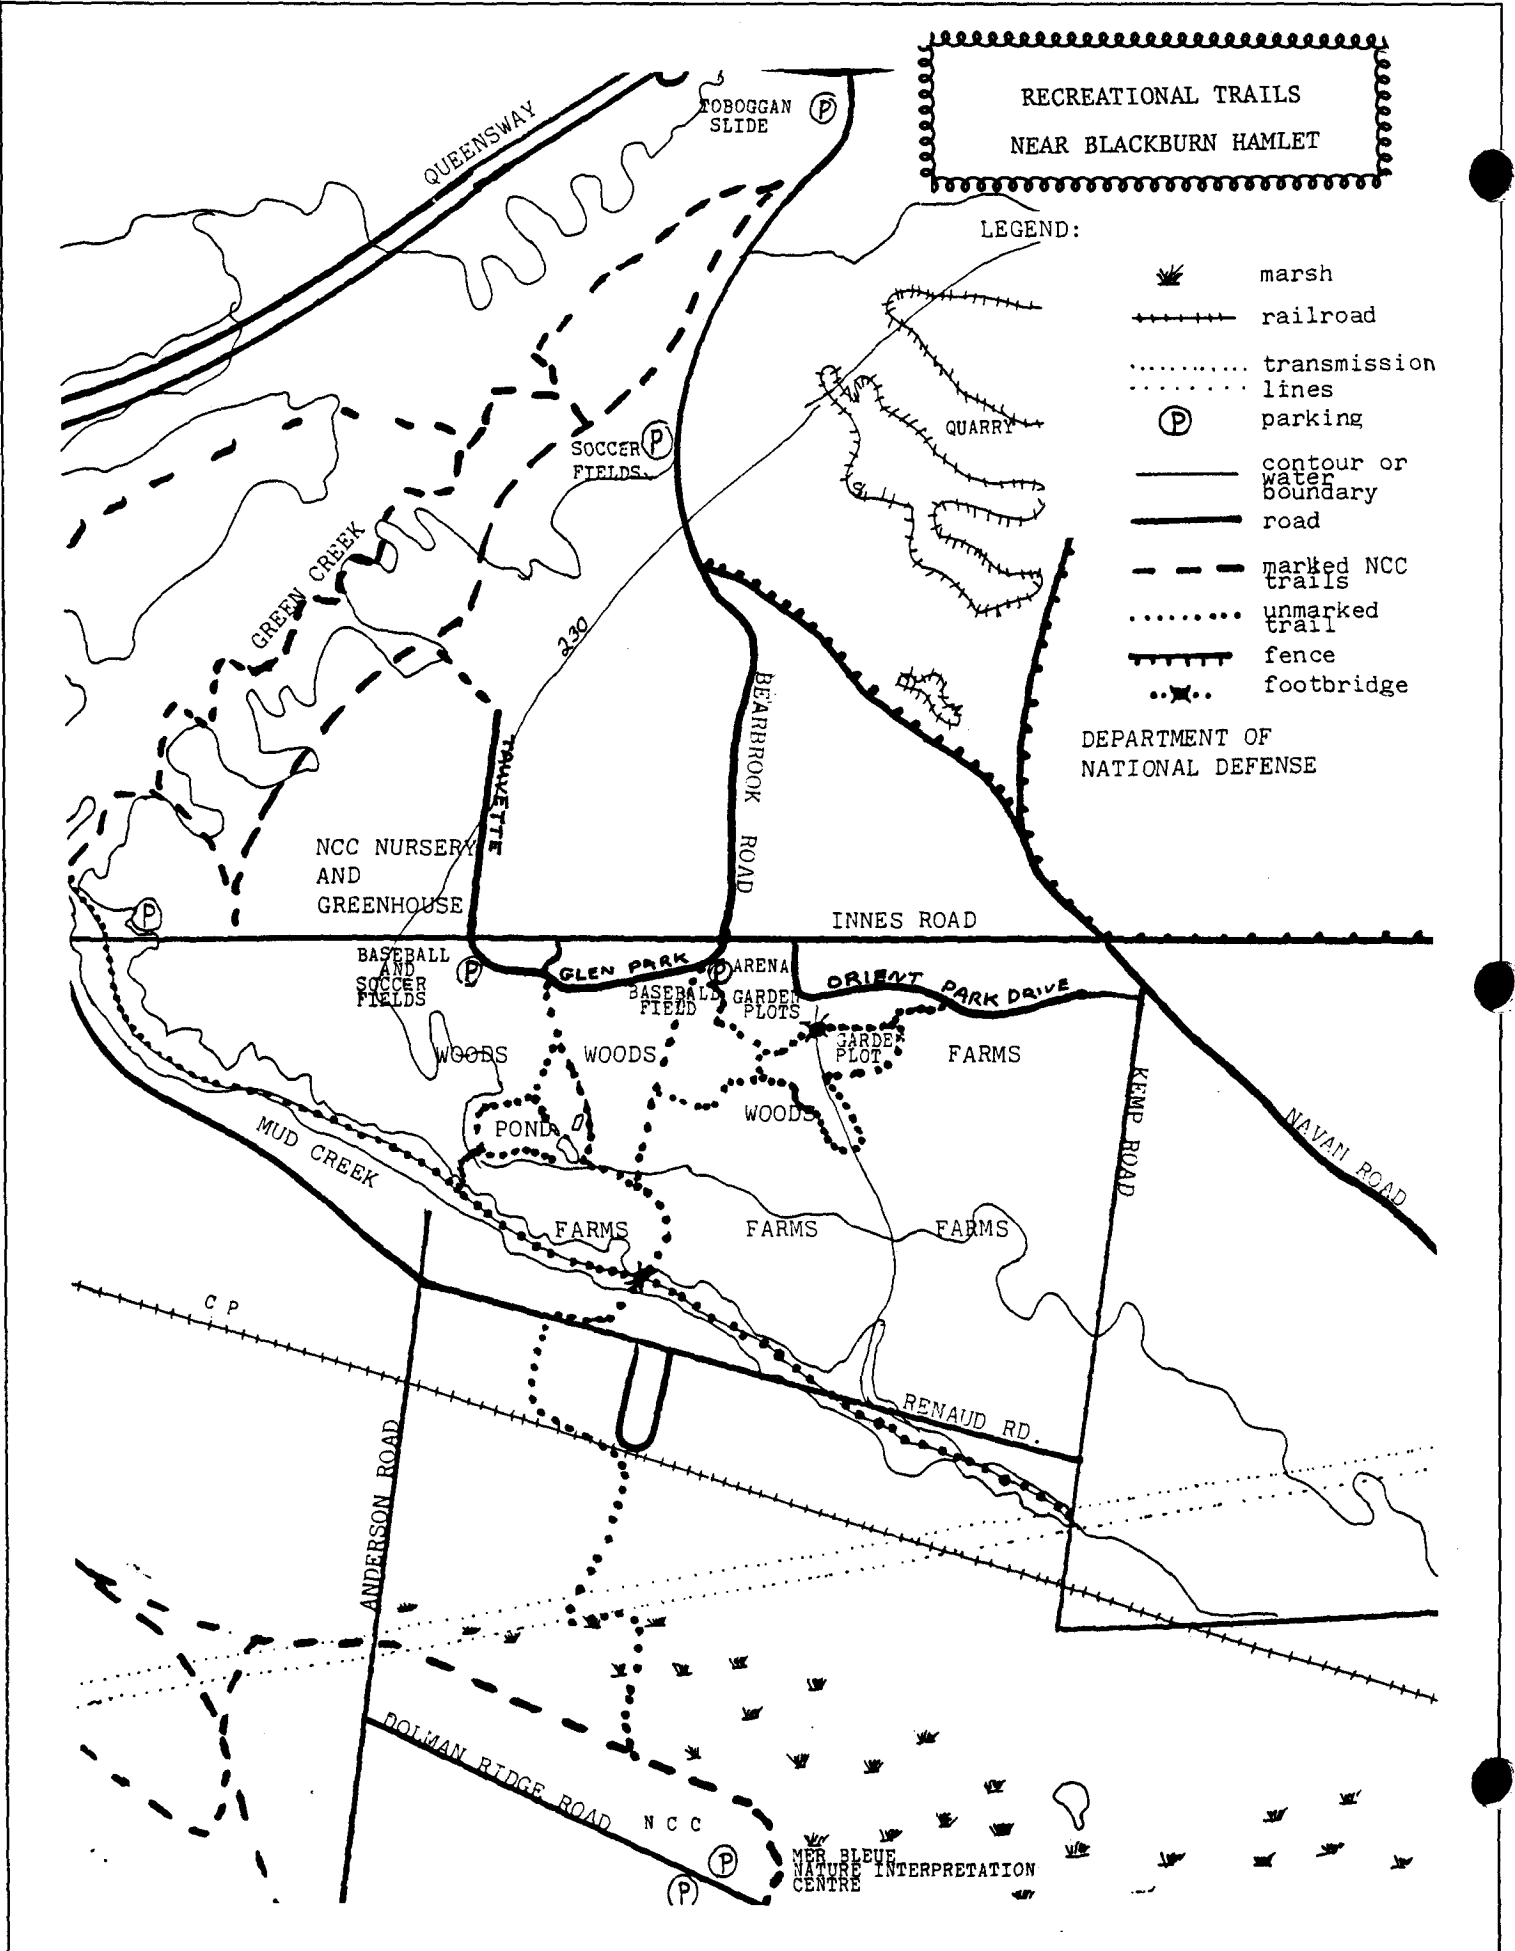 RECREATIONAL TRAILS
NEAR BLACKBURN HAMLET
TOBOGGAN
SLIDE
P
QUEENSWAY
LEGEND:
marsh
railroad
transmission
lines
P
parking
contour or
water
boundary
road
marked NCC
trails
unmarked
trail
fence
footbridge
QUARRY
SOCCER
FIELDS
P
GREEN CREEK
230
BEARBROOK ROAD
TAUVETTE
DEPARTMENT OF
NATIONAL DEFENSE
NCC NURSERY
AND
GREENHOUSE
P
INNES ROAD
BASEBALL
AND
SOCCER
FIELDS
P
GLEN PARK
P
ARENA
BASEBALL
FIELD
GARDEN
PLOTS
ORIENT PARK DRIVE
GARDE
PLOT
WOODS
WOODS
FARMS
WOODS
POND
MUD CREEK
KEMP ROAD
NAVAN ROAD
FARMS
FARMS
FARMS
C P
RENAUD RD.
ANDERSON ROAD
DOLMAN RIDGE ROAD
N C C
P
P
MER BLEUE
NATURE INTERPRETATION
CENTRE